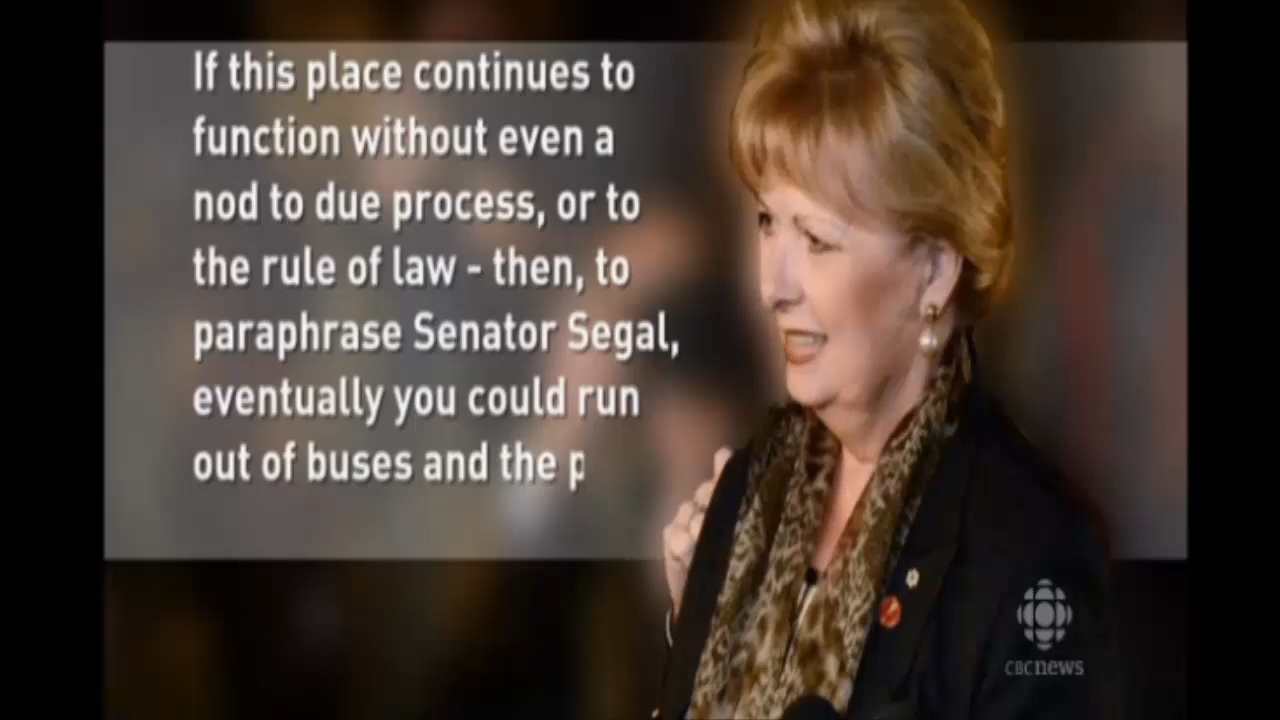 If this place continues to
function without even a
nod to due process, or to
the rule of law - then, to
paraphrase Senator Segal,
eventually you could run
out of buses and the p
CBCnews